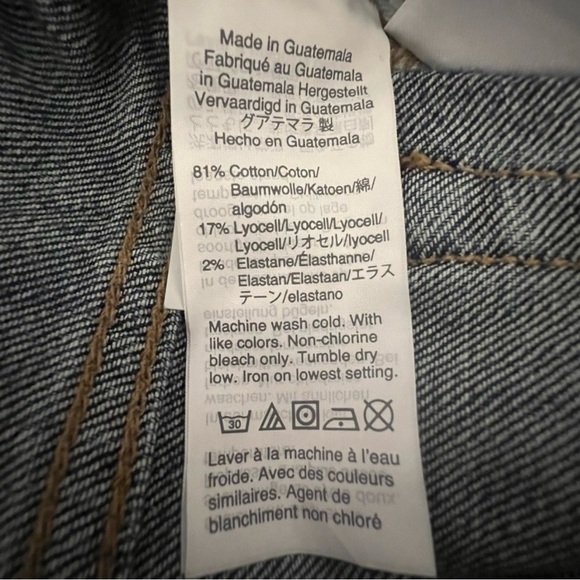 Made in Guatemala
Fabriqué au Guatemala
in Guatemala Hergestellt
Vervaardigd in Guatemala
グアテマラ 製
Hecho en Guatemala
81% Cotton/Coton/
Baumwolle/Katoen/綿/
algodón
17% Lyocell/Lyocell/Lyocell/
Lyocell/リオセル/lyocell
2% Elastane/Élasthanne/
Elastan/Elastaan/エラス
テーン/elastano
Machine wash cold. With
like colors. Non-chlorine
bleach only. Tumble dry
low. Iron on lowest setting.
30
Laver à la machine à l'eau
froide. Avec des couleurs
similaires. Agent de
blanchiment non chloré